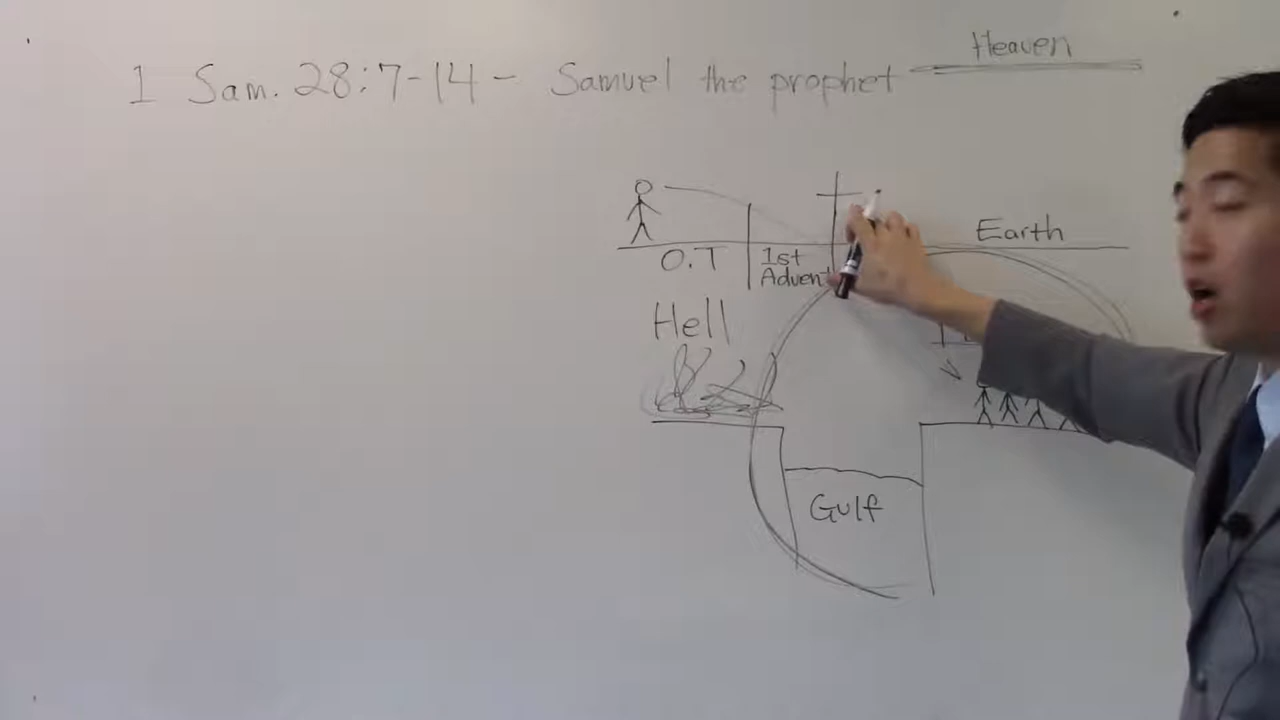 Heaven
1 Sam. 28:7-14 - Samuel the prophet
Earth
O.T
1st
Advent
Hell
Gulf